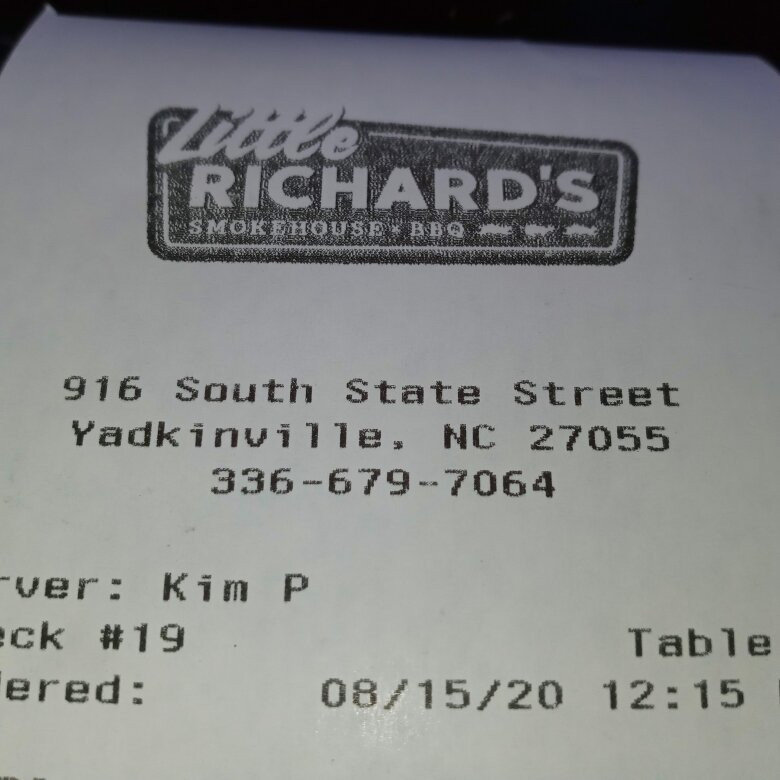 Little
RICHARD'S
SMOKEHOUSE * BBQ
916 South State Street
Yadkinville, NC 27055
336-679-7064
rver: Kim P
eck #19 Table
dered: 08/15/20 12:15